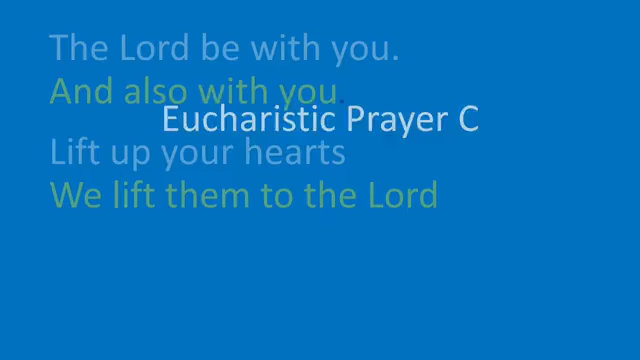 The Lord be with you.
And also with you.
Eucharistic Prayer C
Lift up your hearts
We lift them to the Lord